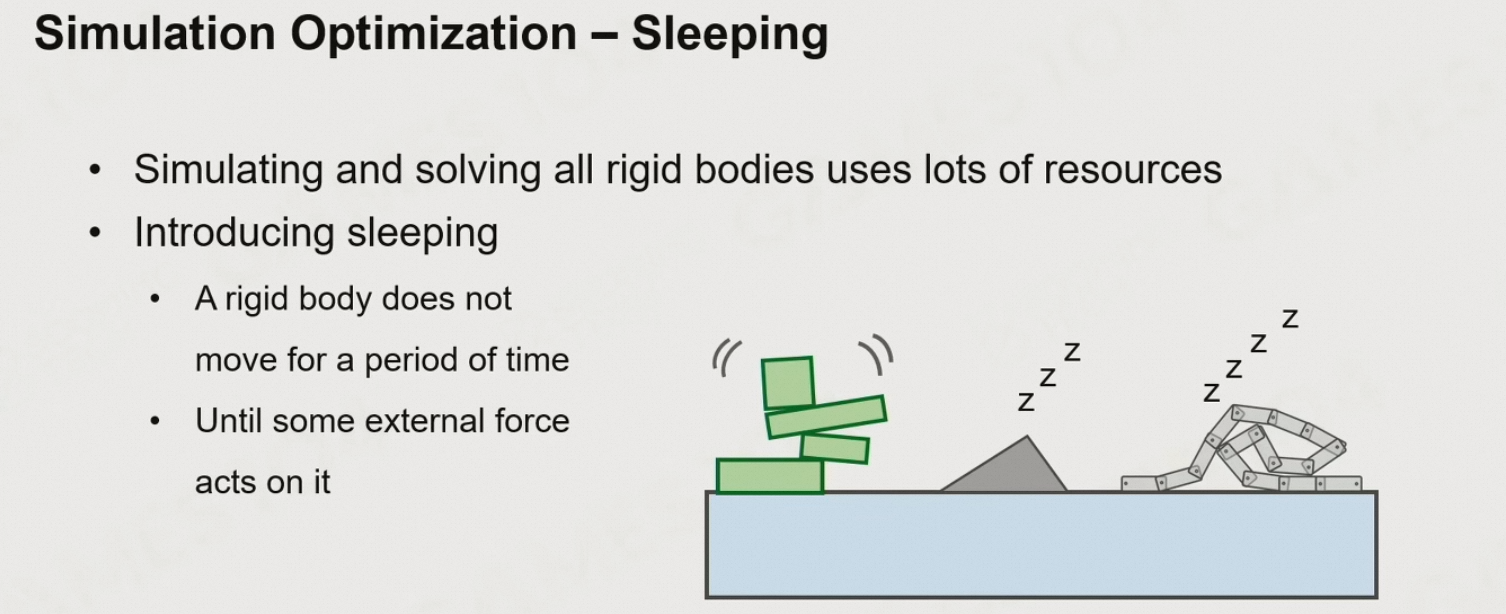 Simulation Optimization – Sleeping
• Simulating and solving all rigid bodies uses lots of resources
• Introducing sleeping
• A rigid body does not
move for a period of time
• Until some external force
acts on it
z
z
z
z
z
z
z
GAMES104